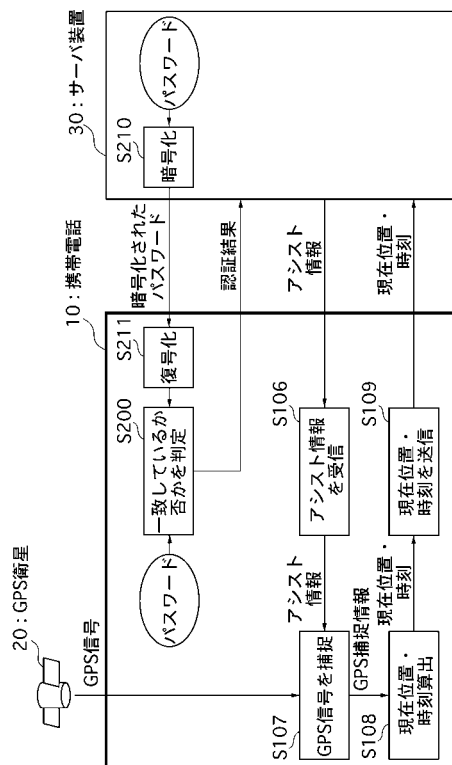 20：GPS衛星
GPS信号
10：携帯電話
30：サーバ装置
パスワード
S200
一致しているか
否かを判定
S211
復号化
暗号化された
パスワード
S210
暗号化
パスワード
認証結果
S107
GPS信号を捕捉
アシスト
情報
S106
アシスト情報
を受信
アシスト
情報
GPS捕捉情報
S108
現在位置・
時刻算出
現在位置・
時刻
S109
現在位置・
時刻を送信
現在位置・
時刻